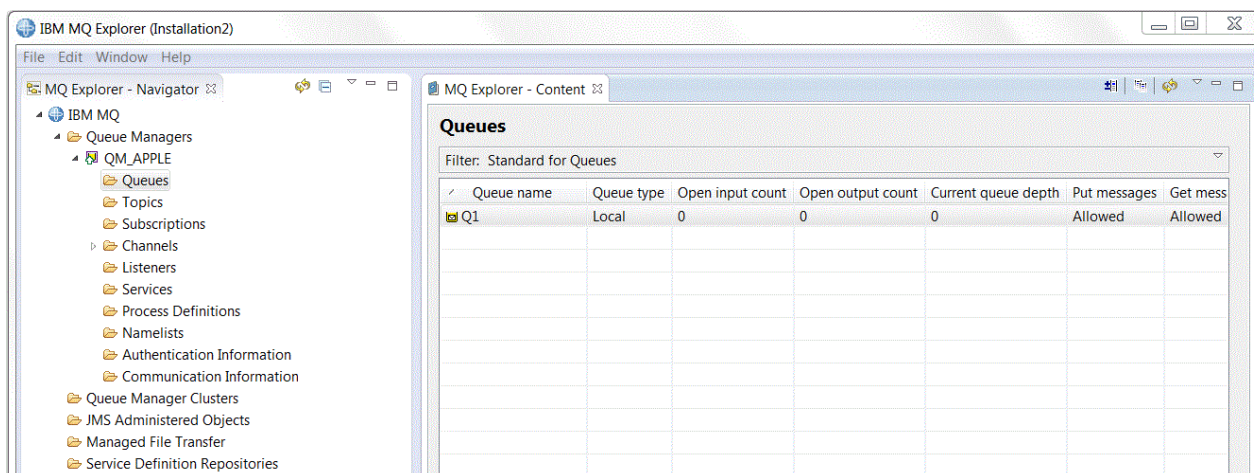 IBM MQ Explorer (Installation2)
File Edit Window Help
MQ Explorer - Navigator
IBM MQ
Queue Managers
QM_APPLE
Queues
Topics
Subscriptions
Channels
Listeners
Services
Process Definitions
Namelists
Authentication Information
Communication Information
Queue Manager Clusters
JMS Administered Objects
Managed File Transfer
Service Definition Repositories
MQ Explorer - Content
Queues
Filter: Standard for Queues
Queue name Queue type Open input count Open output count Current queue depth Put messages Get mess
Q1 Local 0 0 0 Allowed Allowed